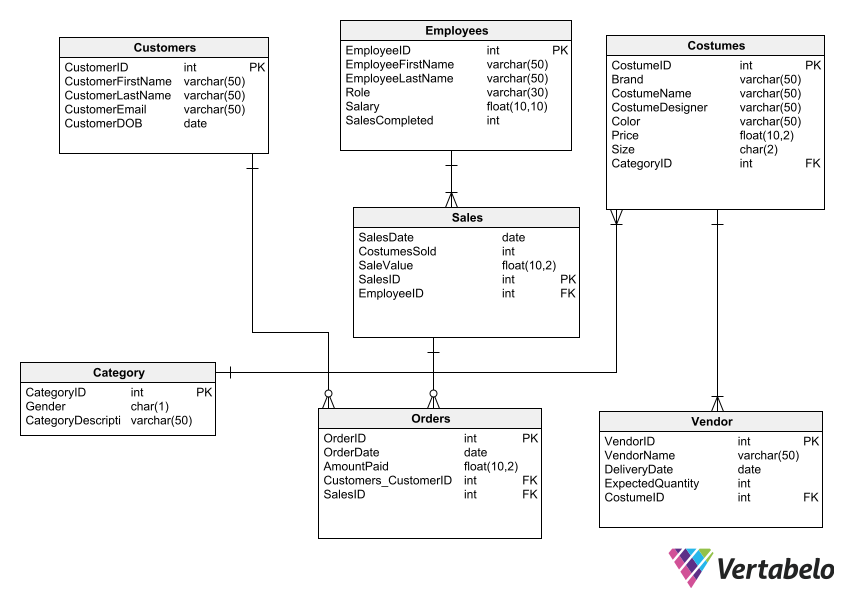 Customers
CustomerID int PK
CustomerFirstName varchar(50)
CustomerLastName varchar(50)
CustomerEmail varchar(50)
CustomerDOB date
Employees
EmployeeID int PK
EmployeeFirstName varchar(50)
EmployeeLastName varchar(50)
Role varchar(30)
Salary float(10,10)
SalesCompleted int
Costumes
CostumeID int PK
Brand varchar(50)
CostumeName varchar(50)
CostumeDesigner varchar(50)
Color varchar(50)
Price float(10,2)
Size char(2)
CategoryID int FK
Sales
SalesDate date
CostumesSold int
SaleValue float(10,2)
SalesID int PK
EmployeeID int FK
Category
CategoryID int PK
Gender char(1)
CategoryDescripti varchar(50)
Orders
OrderID int PK
OrderDate date
AmountPaid float(10,2)
Customers_CustomerID int FK
SalesID int FK
Vendor
VendorID int PK
VendorName varchar(50)
DeliveryDate date
ExpectedQuantity int
CostumeID int FK
Vertabelo